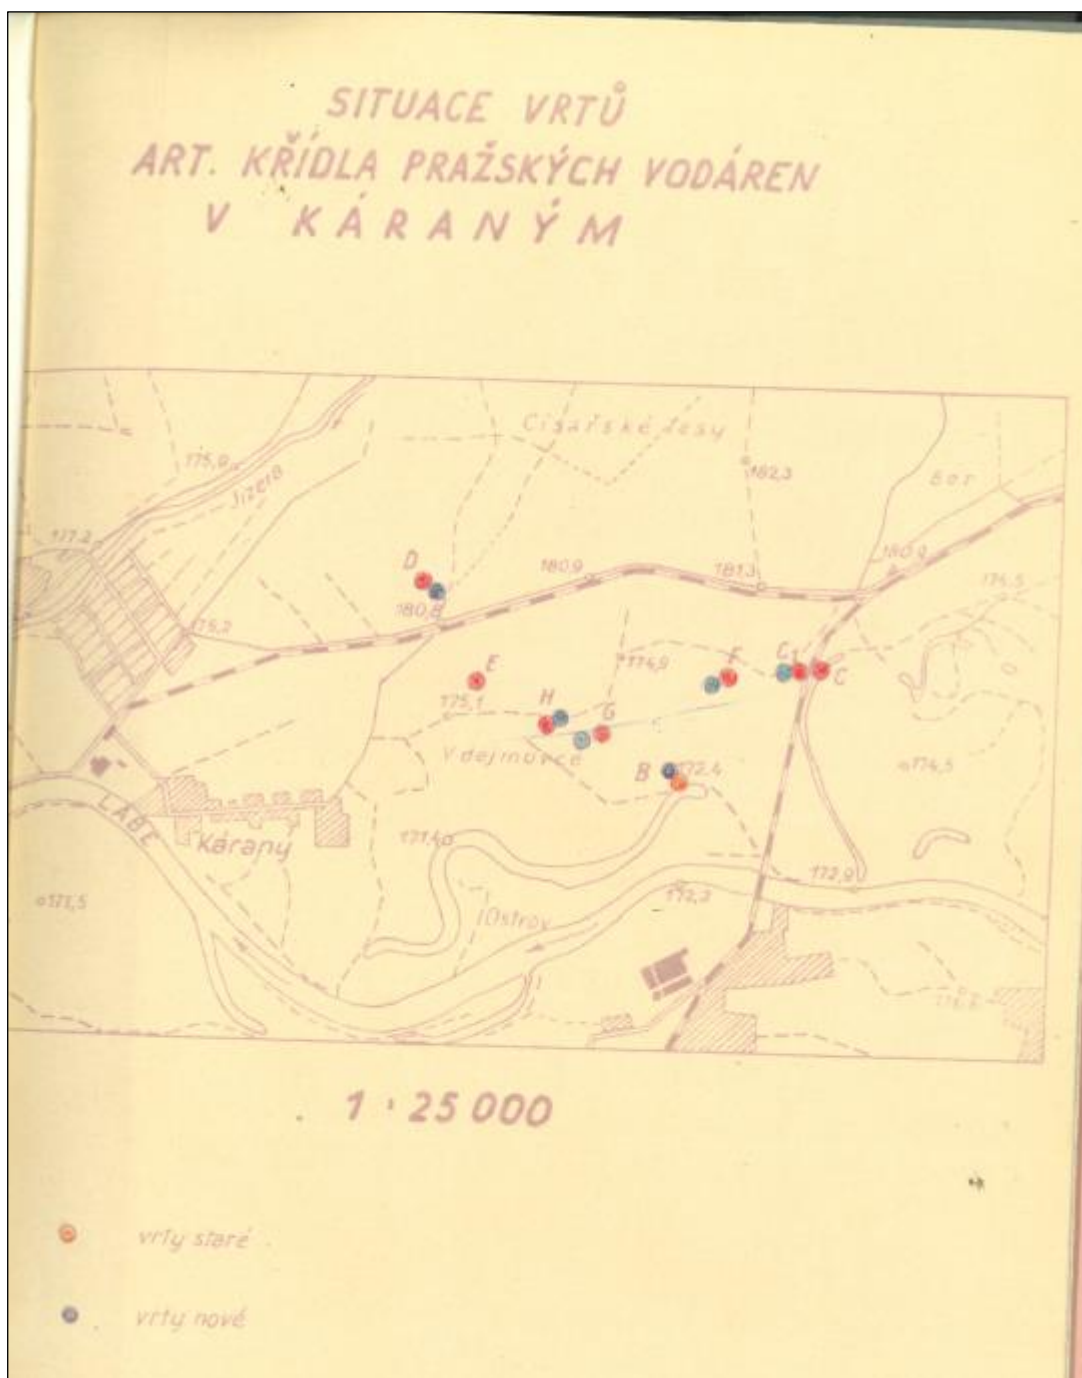 SITUACE VRTŮ
ART. KŘÍDLA PRAŽSKÝCH VODÁREN
V KÁRANÝM
Císařské lesy
175,9
Jizera
182,3
Bor
177,2
D
180,9
181,3
180,9
174,5
180,8
175,2
E
174,9
F
C₁
C
175,1
H
G
V dejmůvce
B
172,4
174,5
LABE
Káraný
171,4
172,9
171,5
Ostrov
172,3
1 : 25 000
vrty staré
vrty nové